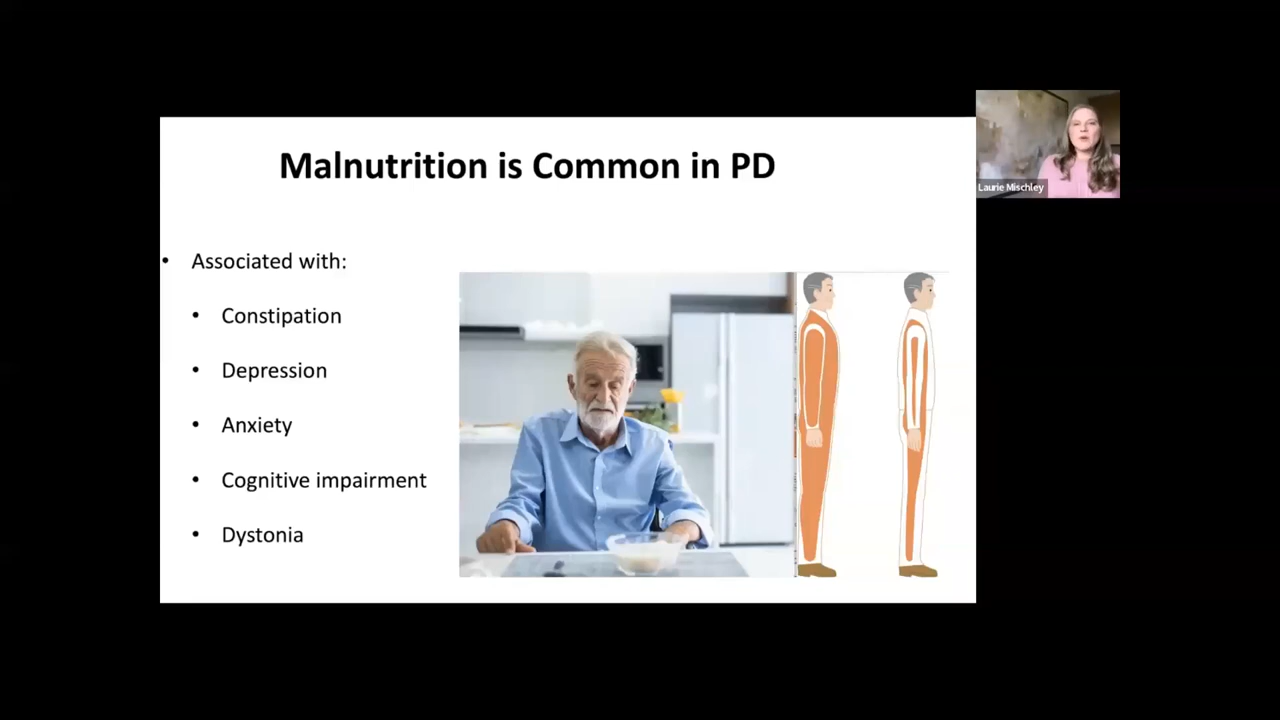 Malnutrition is Common in PD
Laurie Mischley
• Associated with:
• Constipation
• Depression
• Anxiety
• Cognitive impairment
• Dystonia